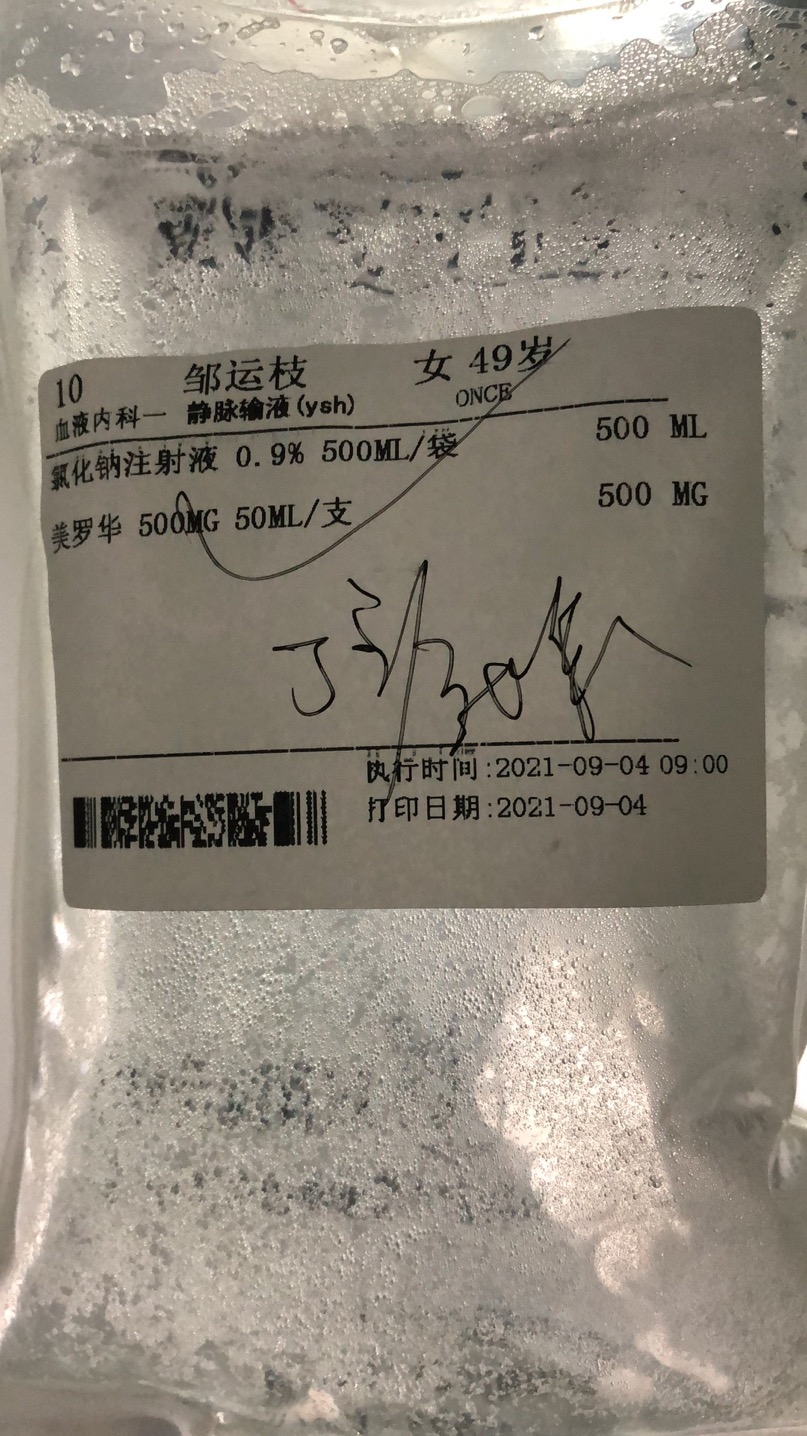 10 邹运枝 女 49岁
血液内科一 静脉输液(ysh) ONCE
氯化钠注射液 0.9% 500ML/袋 500 ML
美罗华 500MG 50ML/支 500 MG
执行时间:2021-09-04 09:00
打印日期:2021-09-04